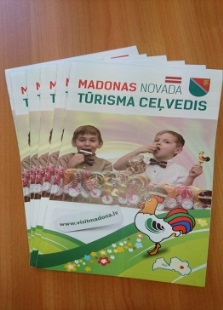 MADONAS NOVADA
TŪRISMA CEĻVEDIS
www.visitmadona.lv